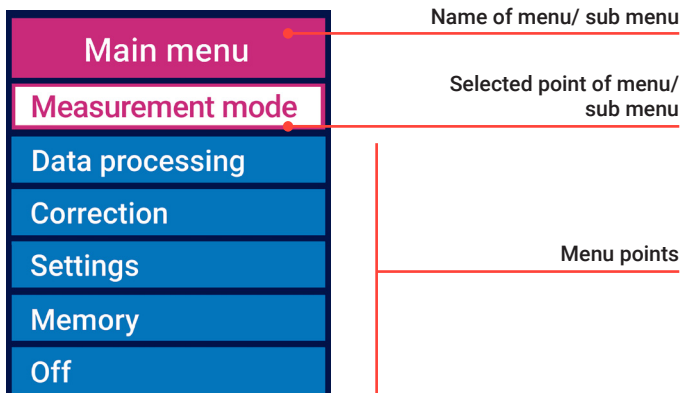 Main menu
Measurement mode
Data processing
Correction
Settings
Memory
Off
Name of menu/ sub menu
Selected point of menu/
sub menu
Menu points